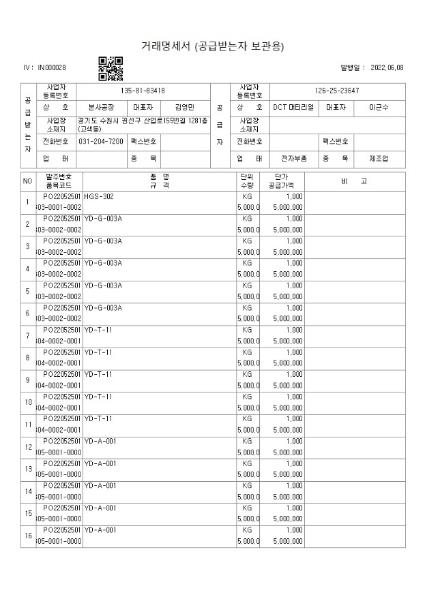 거래명세서 (공급받는자 보관용)
IV : IN000028
발행일 : 2022.06.08
공급받는자 사업자등록번호 135-81-83418 공급자 사업자등록번호 126-25-23647
상 호 본사공장 대표자 김영민 상 호 DCT 머티리얼 대표자 이근수
사업장소재지 경기도 수원시 권선구 산업로155번길 1281층 (고색동) 사업장소재지
전화번호 031-204-7200 팩스번호 전화번호 팩스번호
업 태 종 목 업 태 전자부품 종 목 제조업
NO 발주번호 품 명 단위 단가 비 고
품목코드 규 격 수량 공급가액
1 PO22052501 HGS-302 KG 1,000
03-0001-0002 5,000.0 5,000,000
2 PO22052501 YD-G-003A KG 1,000
03-0002-0002 5,000.0 5,000,000
3 PO22052501 YD-G-003A KG 1,000
03-0002-0002 5,000.0 5,000,000
4 PO22052501 YD-G-003A KG 1,000
03-0002-0002 5,000.0 5,000,000
5 PO22052501 YD-G-003A KG 1,000
03-0002-0002 5,000.0 5,000,000
6 PO22052501 YD-G-003A KG 1,000
03-0002-0002 5,000.0 5,000,000
7 PO22052501 YD-T-11 KG 1,000
04-0002-0001 5,000.0 5,000,000
8 PO22052501 YD-T-11 KG 1,000
04-0002-0001 5,000.0 5,000,000
9 PO22052501 YD-T-11 KG 1,000
04-0002-0001 5,000.0 5,000,000
10 PO22052501 YD-T-11 KG 1,000
04-0002-0001 5,000.0 5,000,000
11 PO22052501 YD-T-11 KG 1,000
04-0002-0001 5,000.0 5,000,000
12 PO22052501 YD-A-001 KG 1,000
05-0001-0000 5,000.0 5,000,000
13 PO22052501 YD-A-001 KG 1,000
05-0001-0000 5,000.0 5,000,000
14 PO22052501 YD-A-001 KG 1,000
05-0001-0000 5,000.0 5,000,000
15 PO22052501 YD-A-001 KG 1,000
05-0001-0000 5,000.0 5,000,000
16 PO22052501 YD-A-001 KG 1,000
05-0001-0000 5,000.0 5,000,000